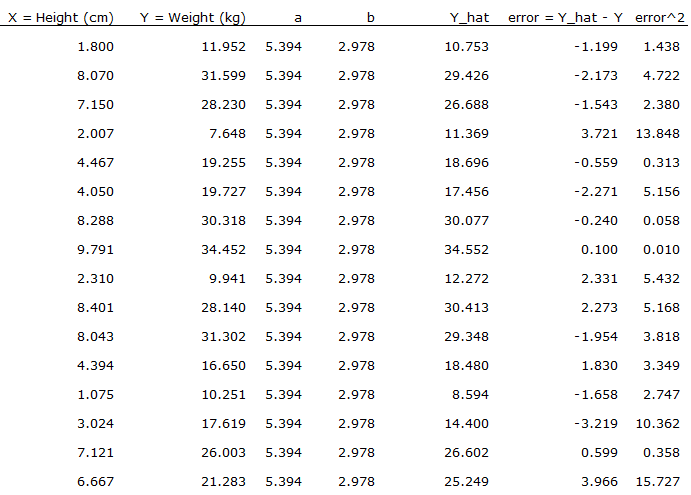 X = Height (cm) Y = Weight (kg) a b Y_hat error = Y_hat - Y error^2
1.800 11.952 5.394 2.978 10.753 -1.199 1.438
8.070 31.599 5.394 2.978 29.426 -2.173 4.722
7.150 28.230 5.394 2.978 26.688 -1.543 2.380
2.007 7.648 5.394 2.978 11.369 3.721 13.848
4.467 19.255 5.394 2.978 18.696 -0.559 0.313
4.050 19.727 5.394 2.978 17.456 -2.271 5.156
8.288 30.318 5.394 2.978 30.077 -0.240 0.058
9.791 34.452 5.394 2.978 34.552 0.100 0.010
2.310 9.941 5.394 2.978 12.272 2.331 5.432
8.401 28.140 5.394 2.978 30.413 2.273 5.168
8.043 31.302 5.394 2.978 29.348 -1.954 3.818
4.394 16.650 5.394 2.978 18.480 1.830 3.349
1.075 10.251 5.394 2.978 8.594 -1.658 2.747
3.024 17.619 5.394 2.978 14.400 -3.219 10.362
7.121 26.003 5.394 2.978 26.602 0.599 0.358
6.667 21.283 5.394 2.978 25.249 3.966 15.727